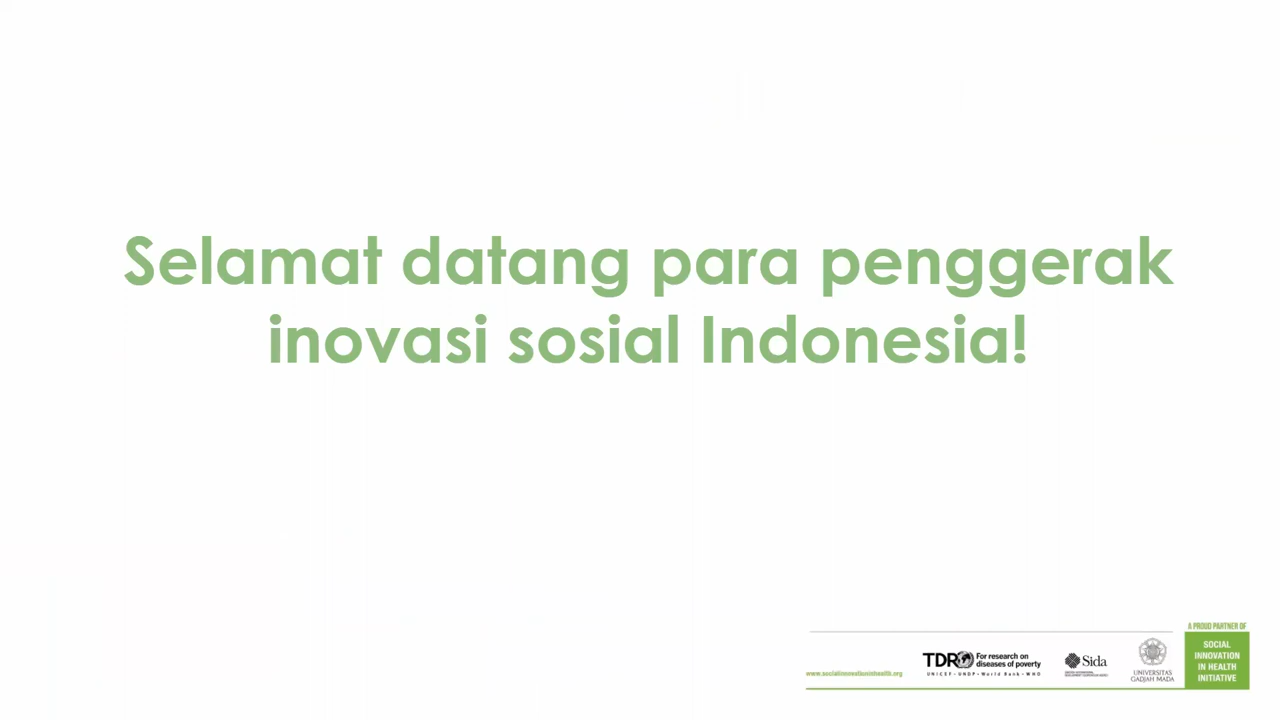 Selamat datang para penggerak
inovasi sosial Indonesia!
A PROUD PARTNER OF
SOCIAL
INNOVATION
IN HEALTH
INITIATIVE
www.socialinnovationinhealth.org
TDR For research on
diseases of poverty
UNICEF · UNDP · World Bank · WHO
Sida
UNIVERSITAS
GADJAH MADA